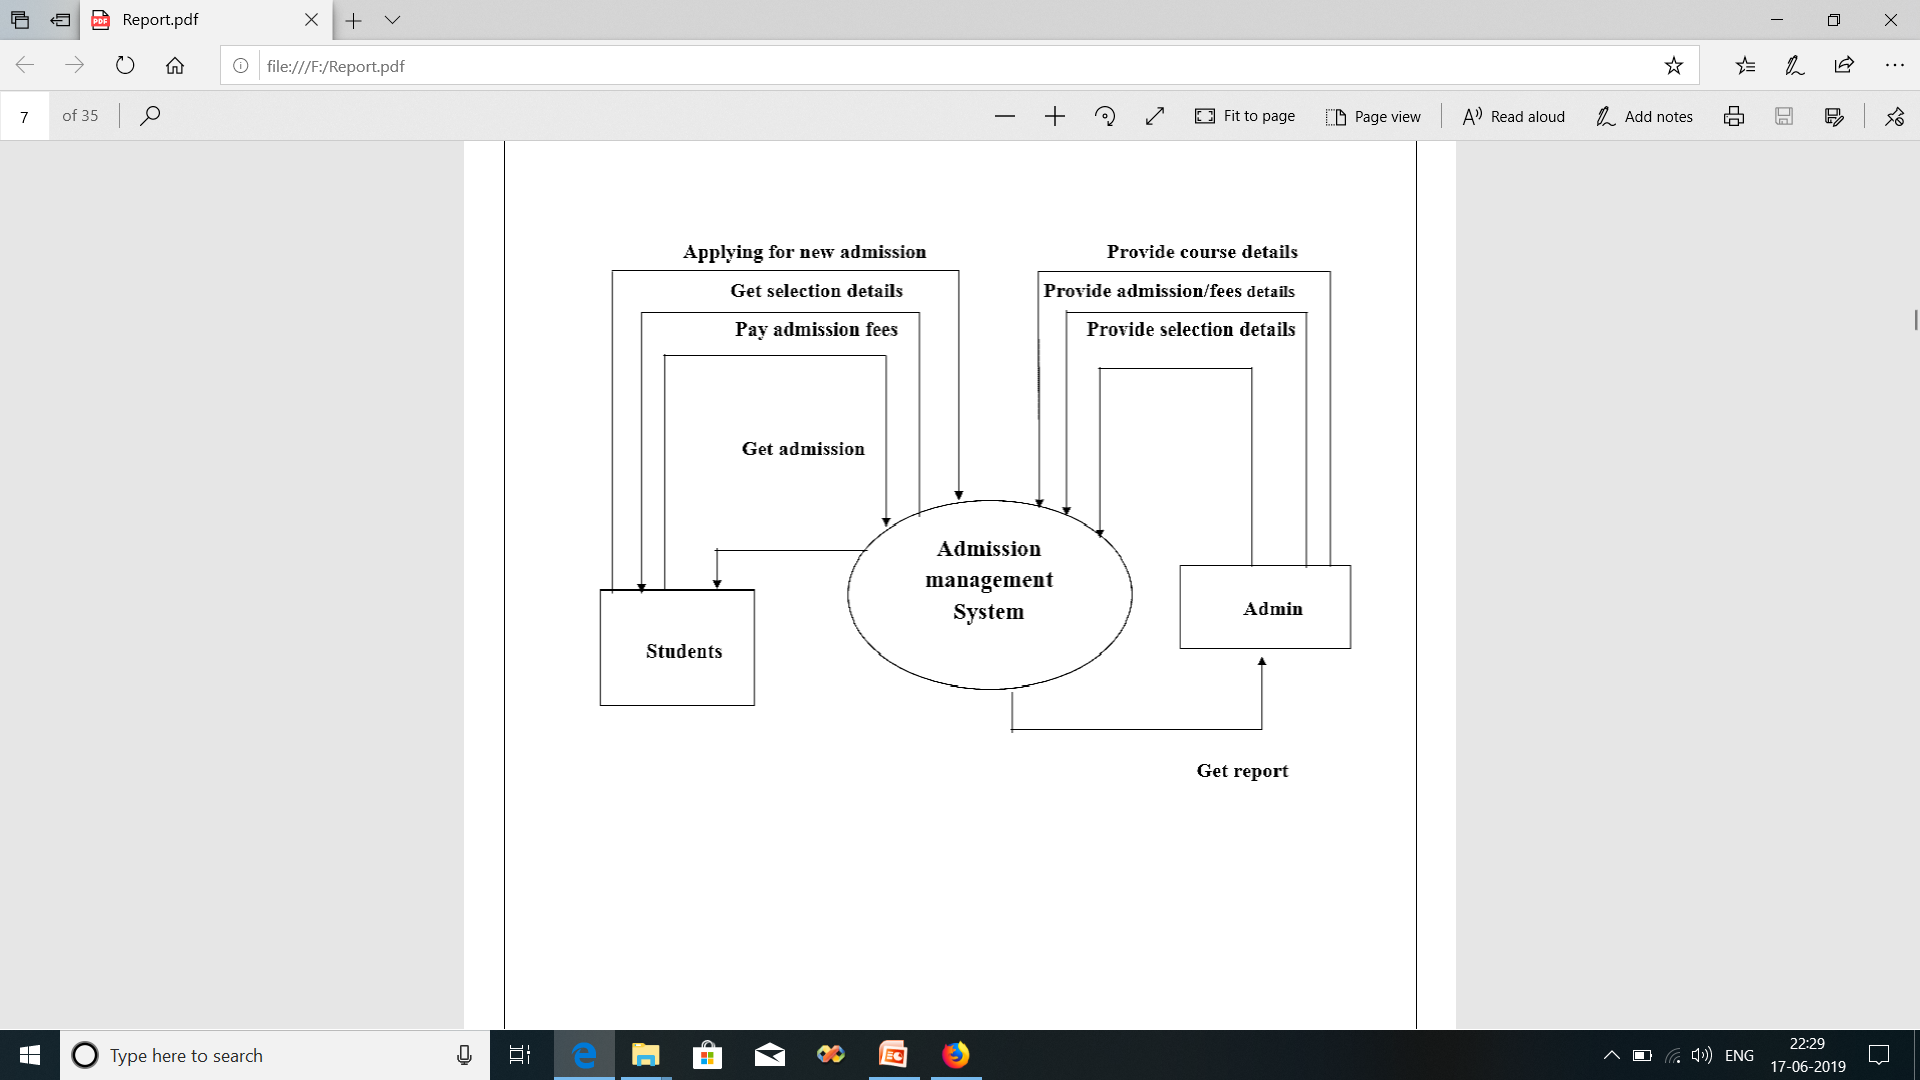 Report.pdf
file:///F:/Report.pdf
7 of 35
Fit to page
Page view
Read aloud
Add notes
Applying for new admission
Provide course details
Get selection details
Provide admission/fees details
Pay admission fees
Provide selection details
Get admission
Admission
management
System
Admin
Students
Get report
Type here to search
ENG
22:29
17-06-2019